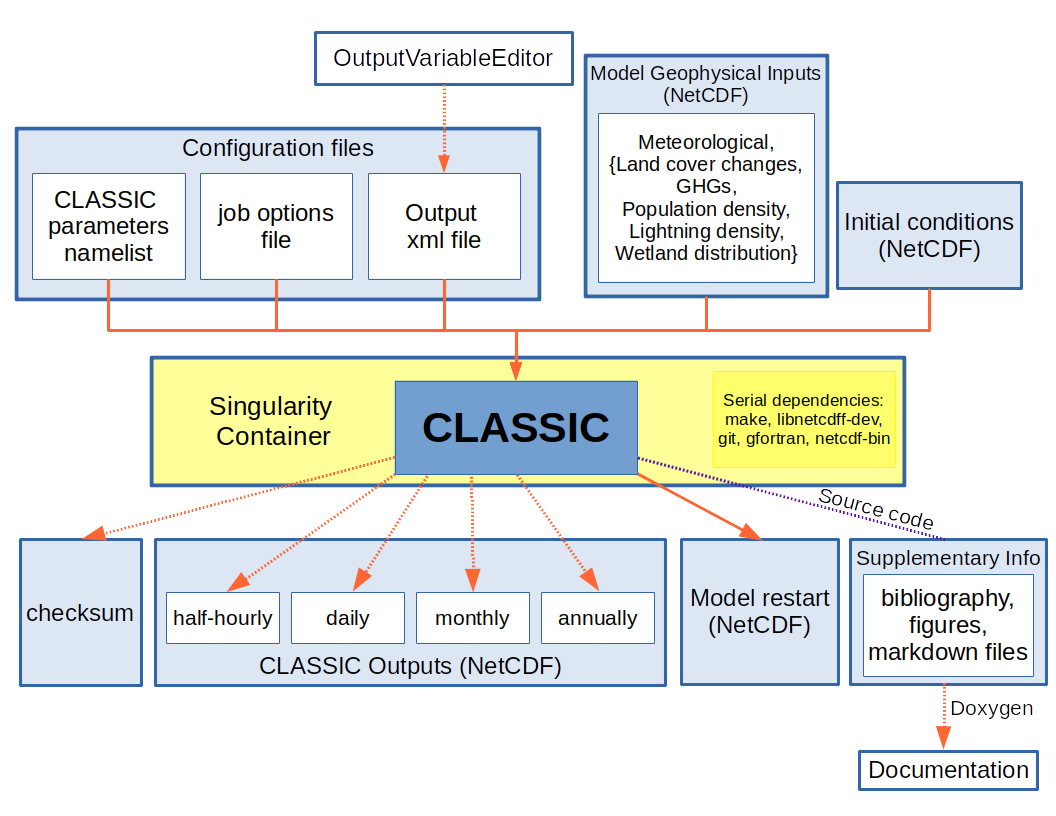 OutputVariableEditor
Model Geophysical Inputs
(NetCDF)
Meteorological,
{Land cover changes,
GHGs,
Population density,
Lightning density,
Wetland distribution}
Configuration files
CLASSIC
parameters
namelist
job options
file
Output
xml file
Initial conditions
(NetCDF)
Singularity
Container
CLASSIC
Serial dependencies:
make, libnetcdff-dev,
git, gfortran, netcdf-bin
Source code
checksum
half-hourly
daily
monthly
annually
CLASSIC Outputs (NetCDF)
Model restart
(NetCDF)
Supplementary Info
bibliography,
figures,
markdown files
Doxygen
Documentation